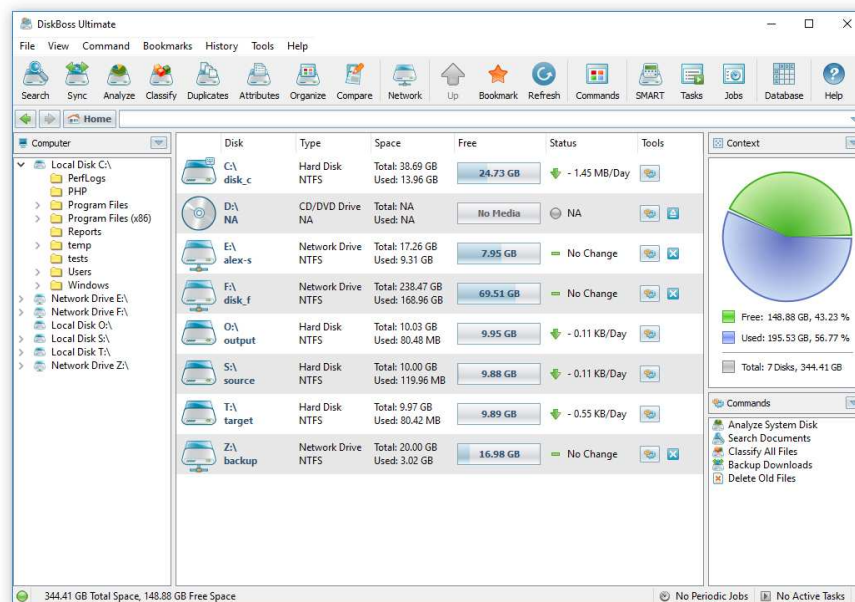 DiskBoss Ultimate
File View Command Bookmarks History Tools Help
Search Sync Analyze Classify Duplicates Attributes Organize Compare Network Up Bookmark Refresh Commands SMART Tasks Jobs Database Help
Home
Computer
Local Disk C:\
PerfLogs
PHP
Program Files
Program Files (x86)
Reports
temp
tests
Users
Windows
Network Drive E:\
Network Drive F:\
Local Disk O:\
Local Disk S:\
Local Disk T:\
Network Drive Z:\
Disk Type Space Free Status Tools
C:\ Hard Disk Total: 38.69 GB
disk_c NTFS Used: 13.96 GB
24.73 GB - 1.45 MB/Day
D:\ CD/DVD Drive Total: NA
NA NA Used: NA
No Media NA
E:\ Network Drive Total: 17.26 GB
alex-s NTFS Used: 9.31 GB
7.95 GB No Change
F:\ Network Drive Total: 238.47 GB
disk_f NTFS Used: 168.96 GB
69.51 GB No Change
O:\ Hard Disk Total: 10.03 GB
output NTFS Used: 80.48 MB
9.95 GB - 0.11 KB/Day
S:\ Hard Disk Total: 10.00 GB
source NTFS Used: 119.96 MB
9.88 GB - 0.11 KB/Day
T:\ Hard Disk Total: 9.97 GB
target NTFS Used: 80.42 MB
9.89 GB - 0.55 KB/Day
Z:\ Network Drive Total: 20.00 GB
backup NTFS Used: 3.02 GB
16.98 GB No Change
Context
Free: 148.88 GB, 43.23 %
Used: 195.53 GB, 56.77 %
Total: 7 Disks, 344.41 GB
Commands
Analyze System Disk
Search Documents
Classify All Files
Backup Downloads
Delete Old Files
344.41 GB Total Space, 148.88 GB Free Space No Periodic Jobs No Active Tasks